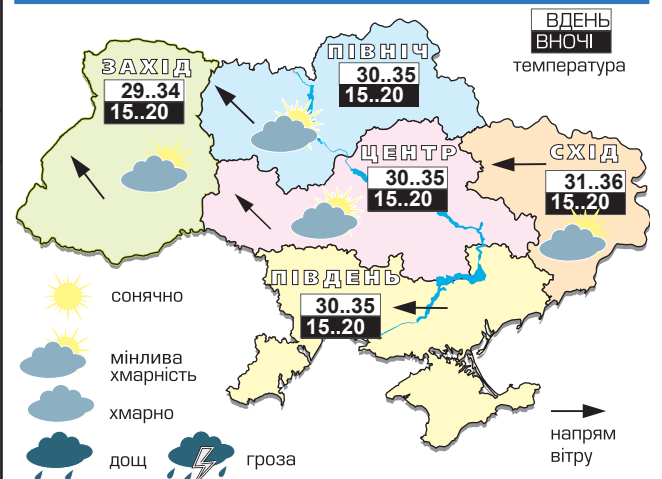 ВДЕНЬ
ВНОЧІ
температура
ПІВНІЧ
30..35
15..20
ЗАХІД
29..34
15..20
ЦЕНТР
30..35
15..20
СХІД
31..36
15..20
ПІВДЕНЬ
30..35
15..20
сонячно
мінлива
хмарність
хмарно
дощ
гроза
напрям
вітру